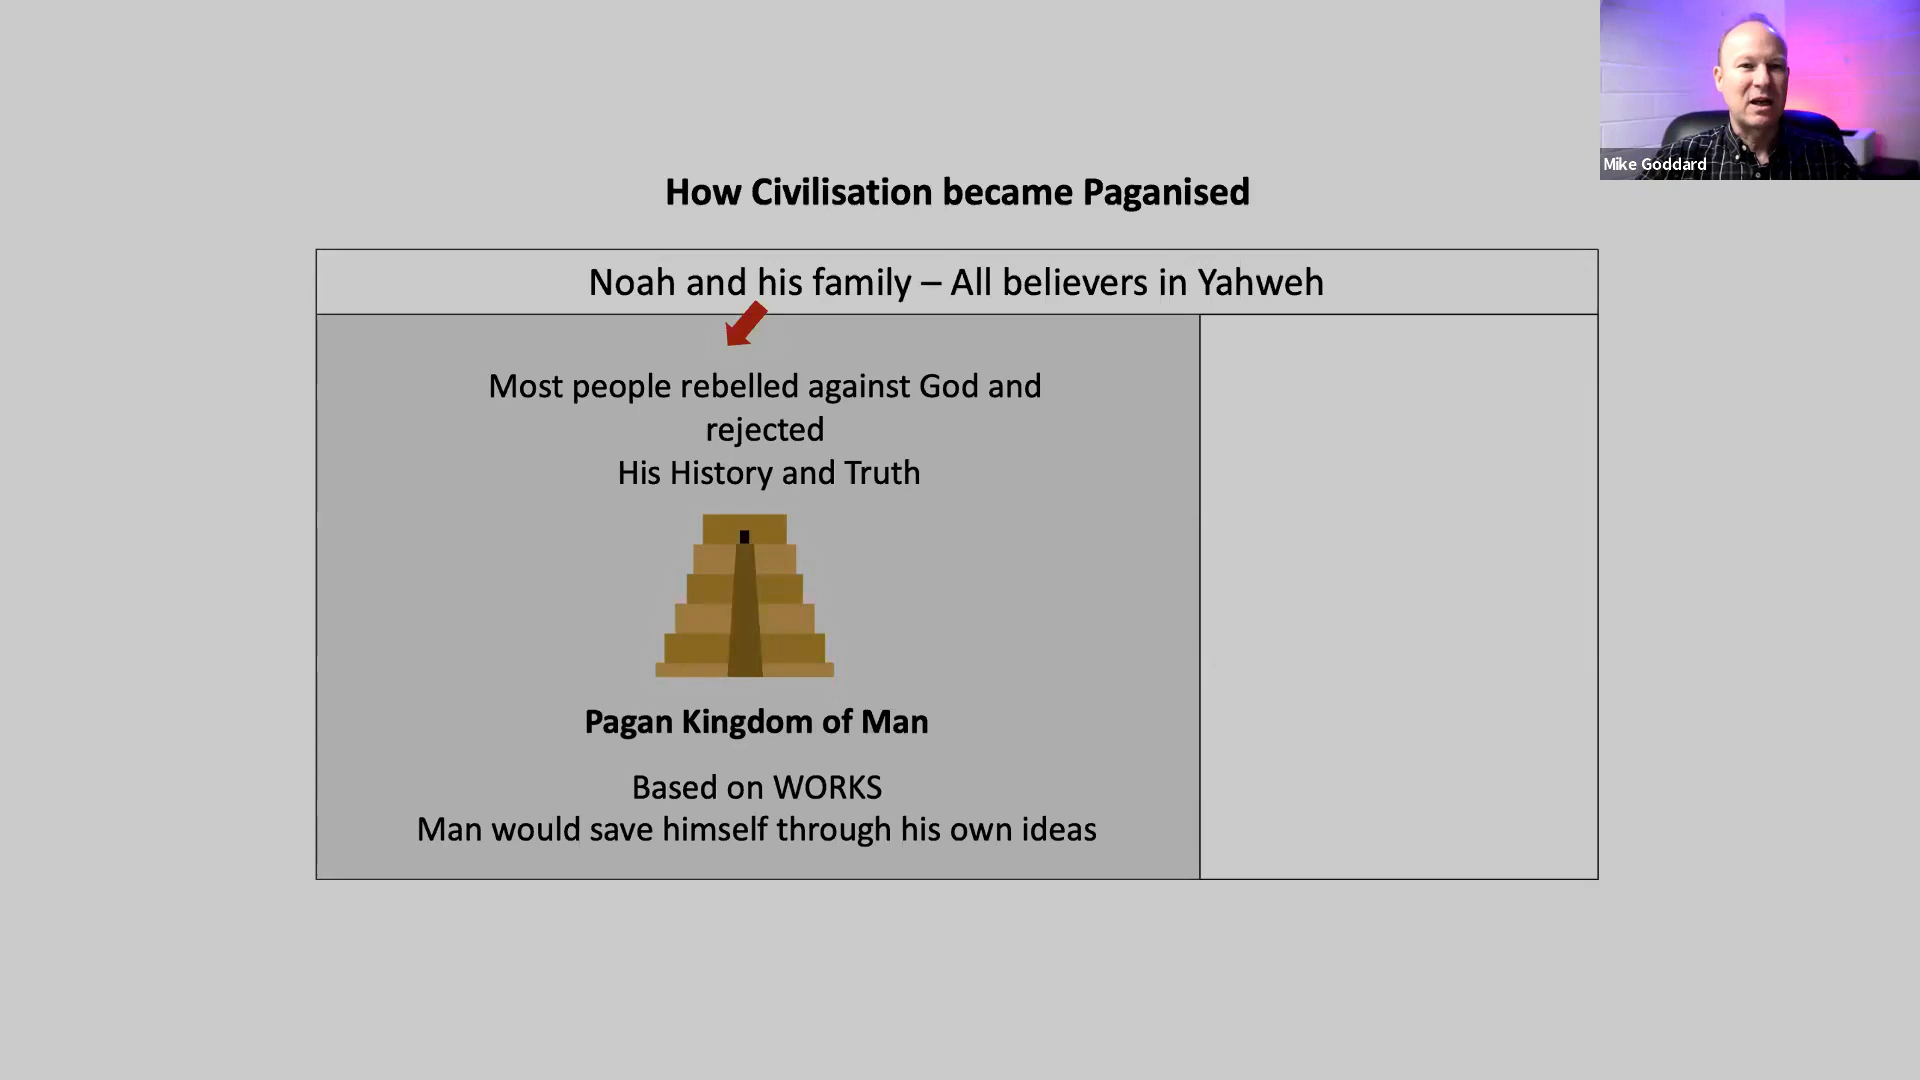 Mike Goddard
How Civilisation became Paganised
Noah and his family – All believers in Yahweh
Most people rebelled against God and
rejected
His History and Truth
Pagan Kingdom of Man
Based on WORKS
Man would save himself through his own ideas